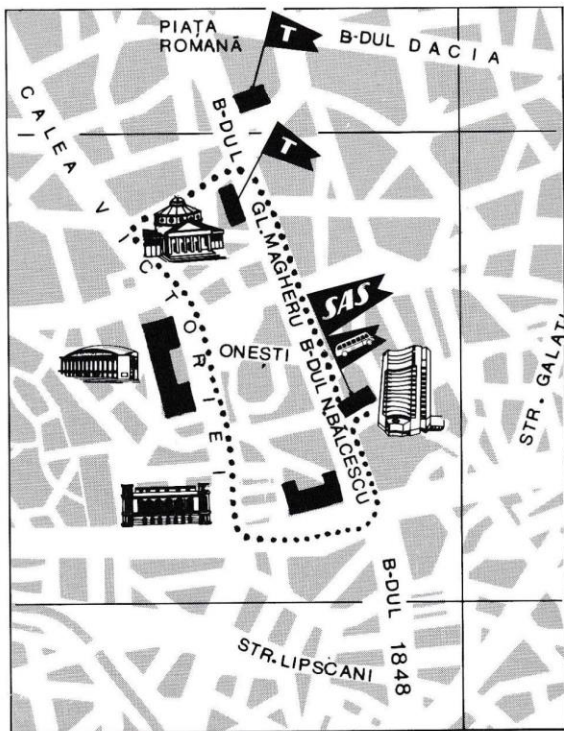 PIAȚA
ROMANĂ
T
B-DUL DACIA
CALEA VICTORIEI
B-DUL
T
GL.MAGHERU
SAS
ONEȘTI
B-DUL N.BĂLCESCU
STR. GALAȚI
B-DUL 1848
STR.LIPSCANI